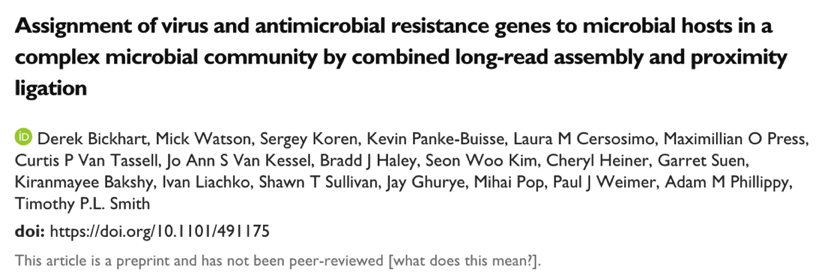 Assignment of virus and antimicrobial resistance genes to microbial hosts in a
complex microbial community by combined long-read assembly and proximity
ligation
iD Derek Bickhart, Mick Watson, Sergey Koren, Kevin Panke-Buisse, Laura M Cersosimo, Maximillian O Press,
Curtis P Van Tassell, Jo Ann S Van Kessel, Bradd J Haley, Seon Woo Kim, Cheryl Heiner, Garret Suen,
Kiranmayee Bakshy, Ivan Liachko, Shawn T Sullivan, Jay Ghurye, Mihai Pop, Paul J Weimer, Adam M Phillippy,
Timothy P.L. Smith
doi: https://doi.org/10.1101/491175
This article is a preprint and has not been peer-reviewed [what does this mean?].